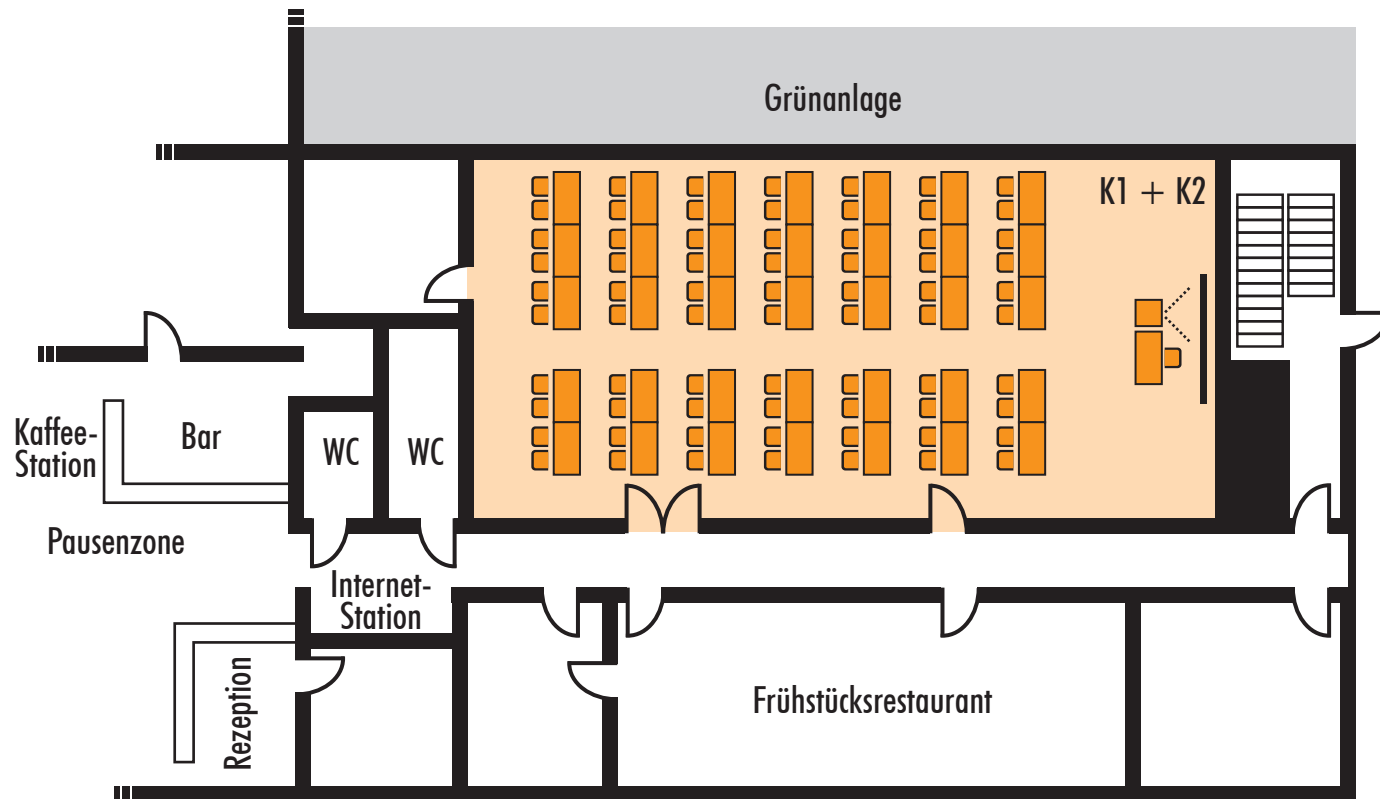 Grünanlage
K1 + K2
Kaffee-
Station
Bar
WC
WC
Pausenzone
Internet-
Station
Rezeption
Frühstücksrestaurant